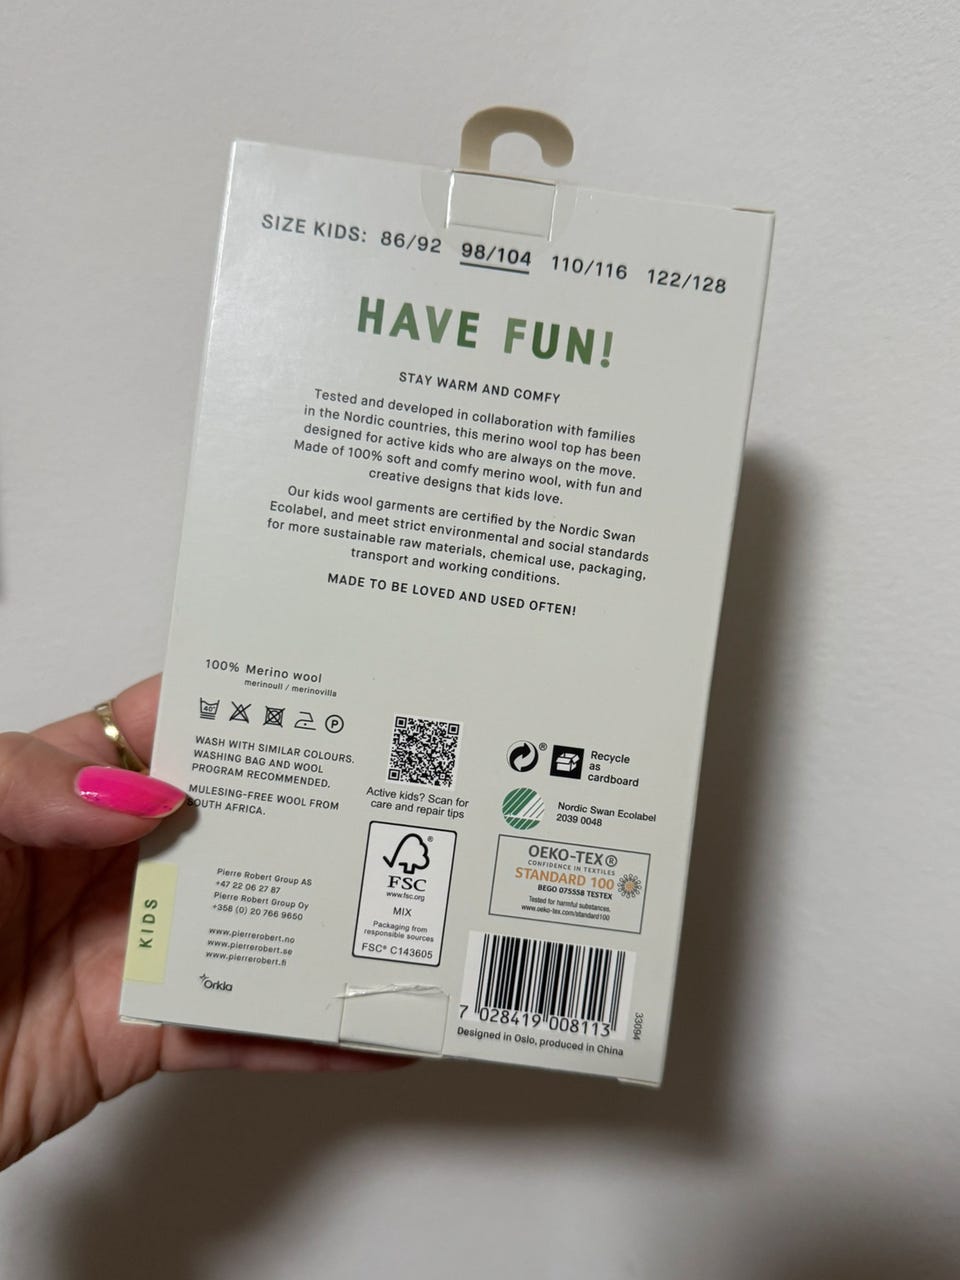 SIZE KIDS: 86/92 98/104 110/116 122/128
HAVE FUN!
STAY WARM AND COMFY
Tested and developed in collaboration with families
in the Nordic countries, this merino wool top has been
designed for active kids who are always on the move.
Made of 100% soft and comfy merino wool, with fun and
creative designs that kids love.
Our kids wool garments are certified by the Nordic Swan
Ecolabel, and meet strict environmental and social standards
for more sustainable raw materials, chemical use, packaging,
transport and working conditions.
MADE TO BE LOVED AND USED OFTEN!
100% Merino wool
merinoull / merinovilla
40°
P
WASH WITH SIMILAR COLOURS.
WASHING BAG AND WOOL
PROGRAM RECOMMENDED.
MULESING-FREE WOOL FROM
SOUTH AFRICA.
Active kids? Scan for
care and repair tips
®
Recycle
as
cardboard
Nordic Swan Ecolabel
2039 0048
OEKO-TEX®
CONFIDENCE IN TEXTILES
STANDARD 100
BEGO 075558 TESTEX
Tested for harmful substances.
www.oeko-tex.com/standard100
®
FSC
www.fsc.org
MIX
Packaging from
responsible sources
FSC® C143605
KIDS
Pierre Robert Group AS
+47 22 06 27 87
Pierre Robert Group Oy
+358 (0) 20 766 9650
www.pierrerobert.no
www.pierrerobert.se
www.pierrerobert.fi
Orkla
7 028419 008113
33094
Designed in Oslo, produced in China